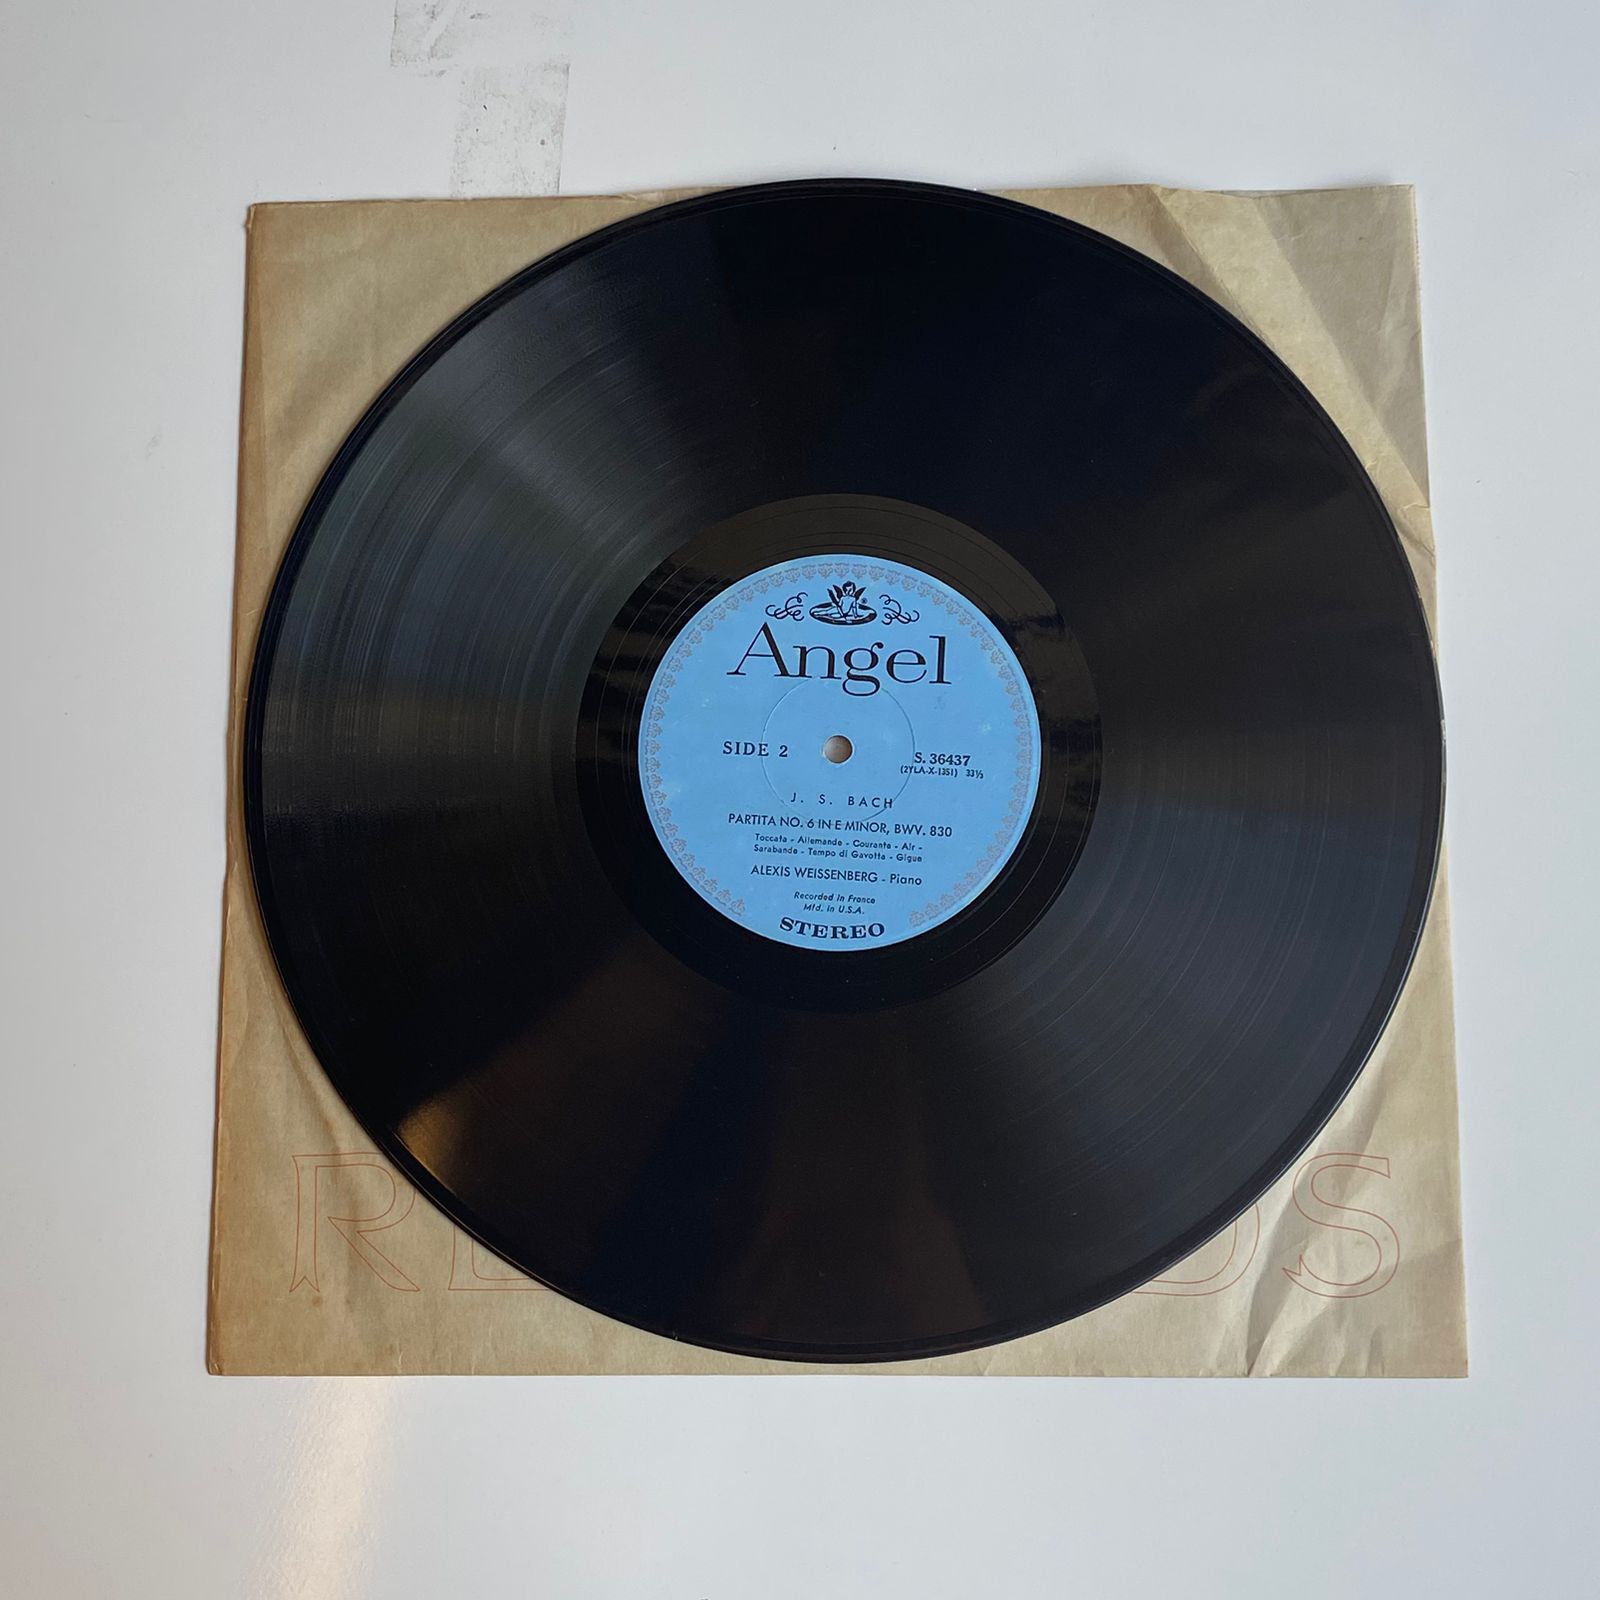 Angel
SIDE 2
S. 36437
(2YLA-X-1351) 33⅓
J. S. BACH
PARTITA NO. 6 IN E MINOR, BWV. 830
Toccata - Allemande - Courante - Air -
Sarabande - Tempo di Gavotta - Gigue
ALEXIS WEISSENBERG - Piano
Recorded in France
Mfd. in U.S.A.
STEREO